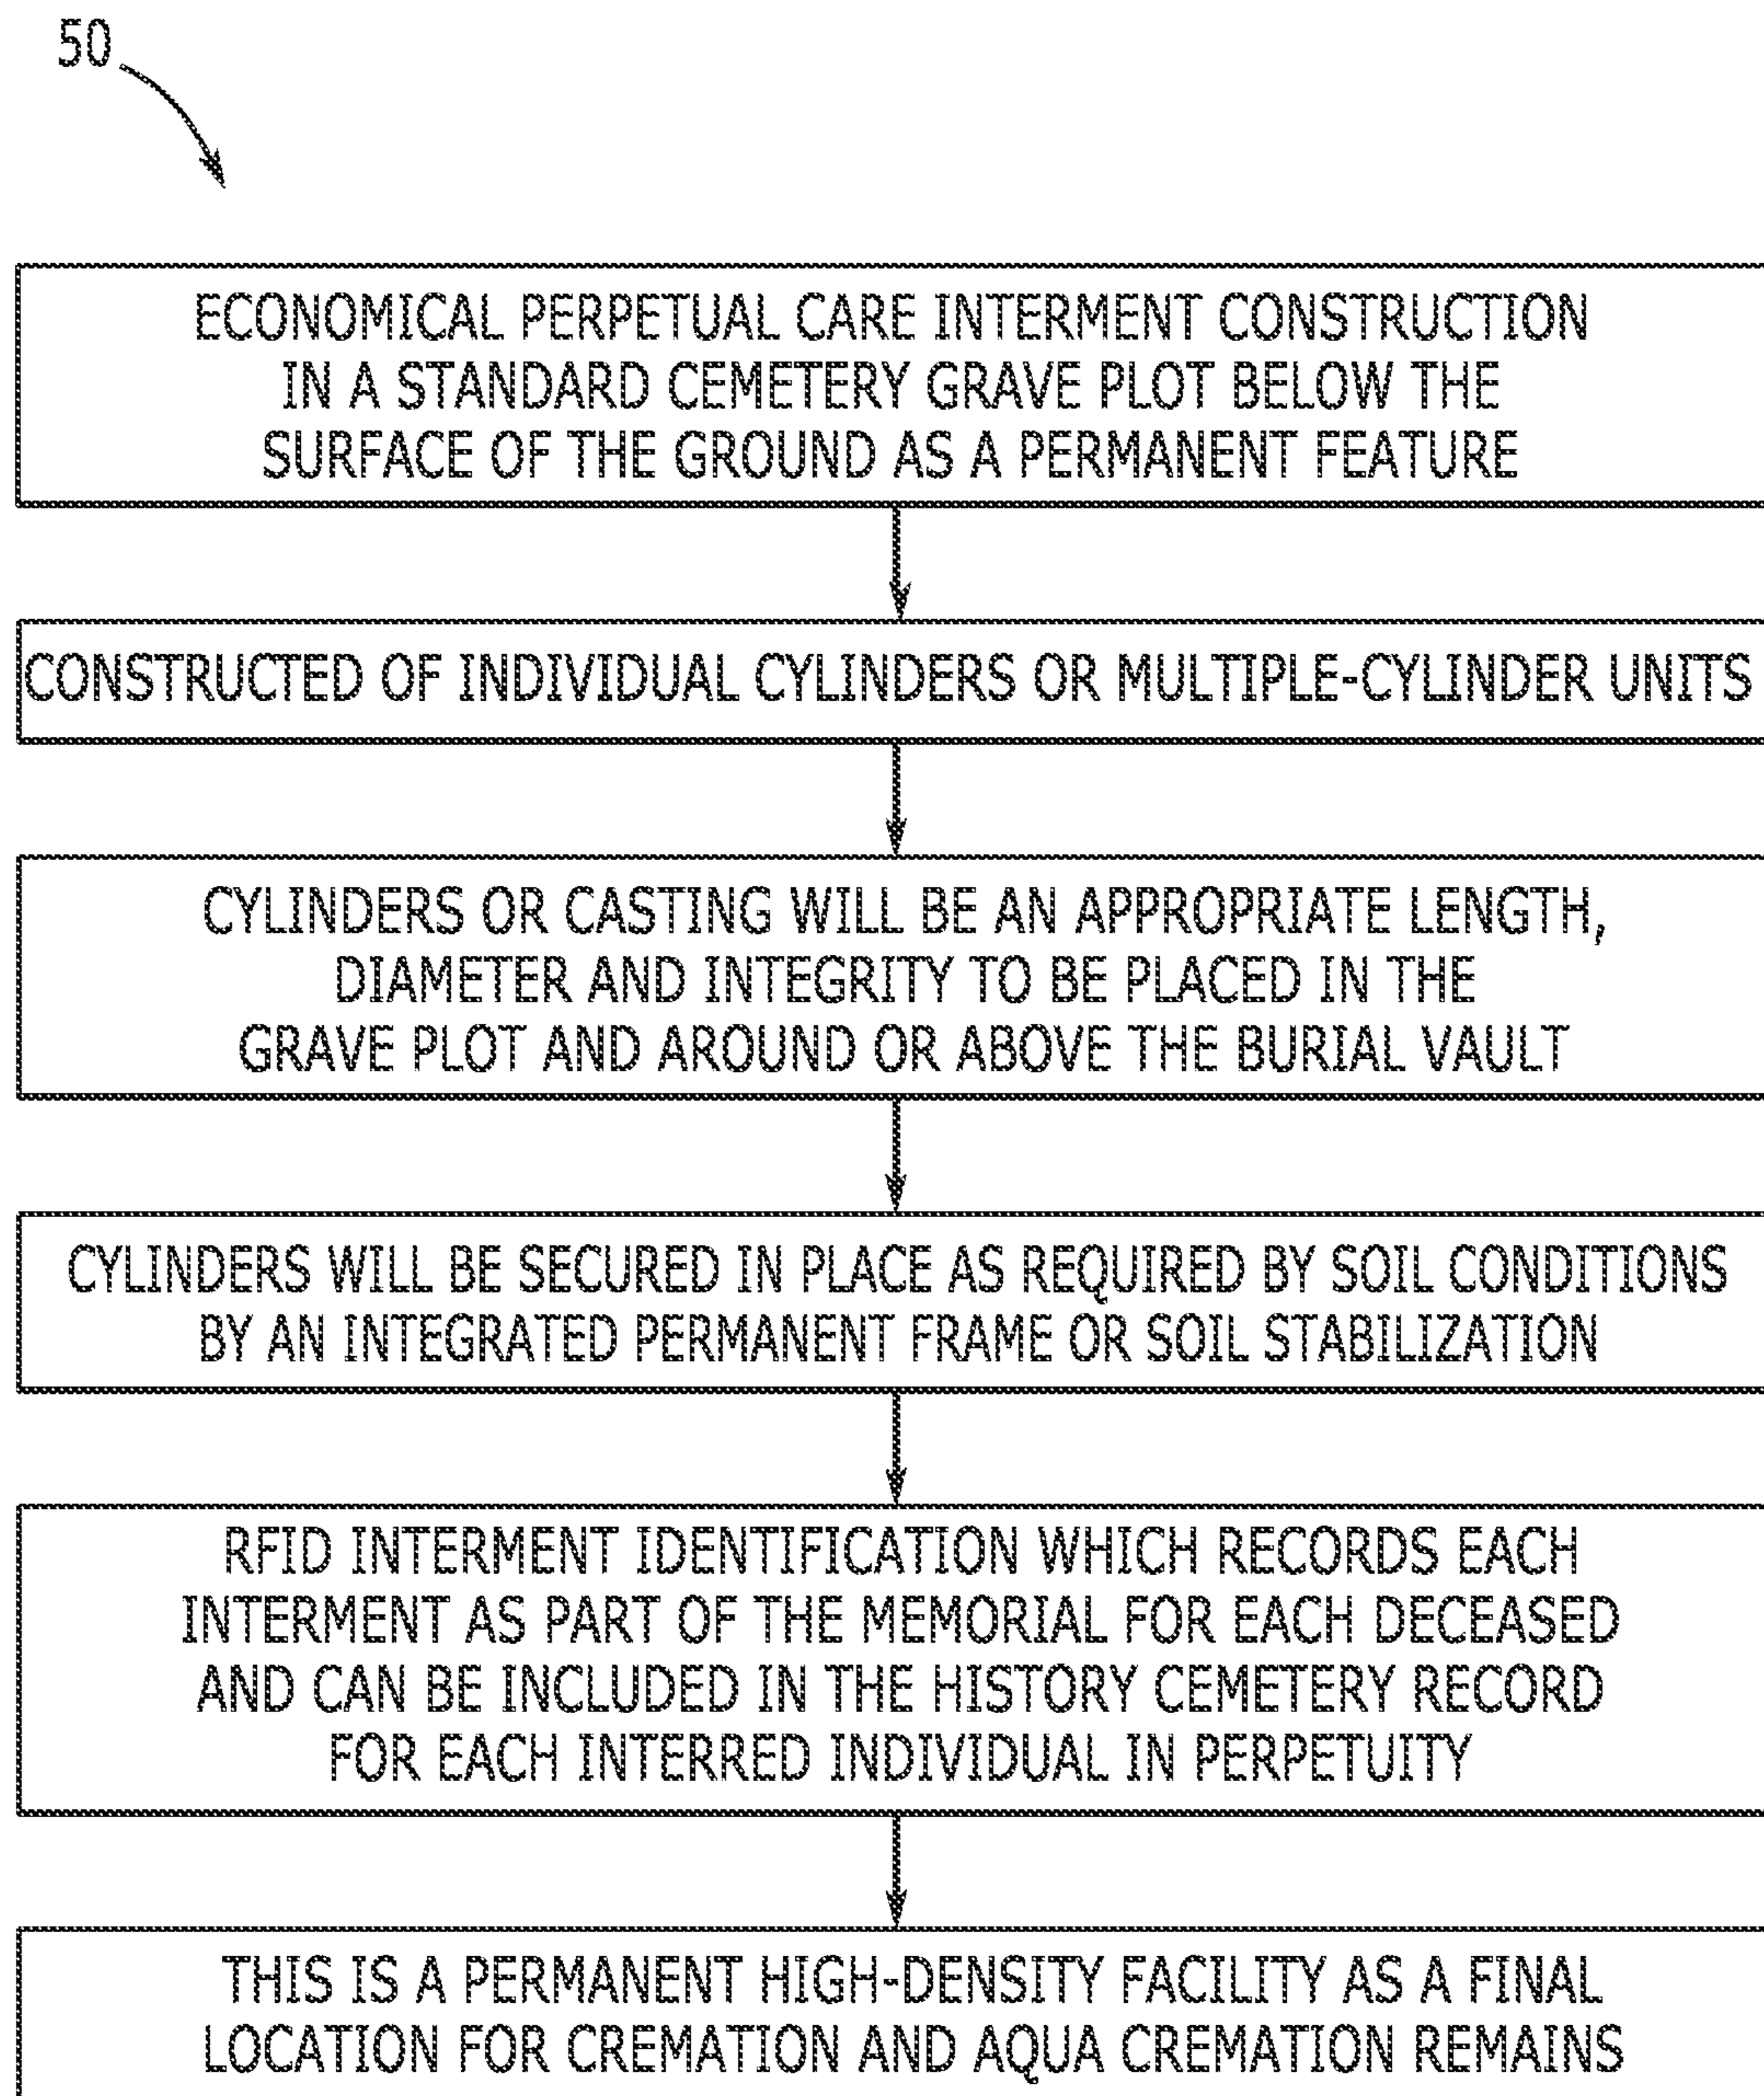 50
ECONOMICAL PERPETUAL CARE INTERMENT CONSTRUCTION
IN A STANDARD CEMETERY GRAVE PLOT BELOW THE
SURFACE OF THE GROUND AS A PERMANENT FEATURE
CONSTRUCTED OF INDIVIDUAL CYLINDERS OR MULTIPLE-CYLINDER UNITS
CYLINDERS OR CASTING WILL BE AN APPROPRIATE LENGTH,
DIAMETER AND INTEGRITY TO BE PLACED IN THE
GRAVE PLOT AND AROUND OR ABOVE THE BURIAL VAULT
CYLINDERS WILL BE SECURED IN PLACE AS REQUIRED BY SOIL CONDITIONS
BY AN INTEGRATED PERMANENT FRAME OR SOIL STABILIZATION
RFID INTERMENT IDENTIFICATION WHICH RECORDS EACH
INTERMENT AS PART OF THE MEMORIAL FOR EACH DECEASED
AND CAN BE INCLUDED IN THE HISTORY CEMETERY RECORD
FOR EACH INTERRED INDIVIDUAL IN PERPETUITY
THIS IS A PERMANENT HIGH-DENSITY FACILITY AS A FINAL
LOCATION FOR CREMATION AND AQUA CREMATION REMAINS